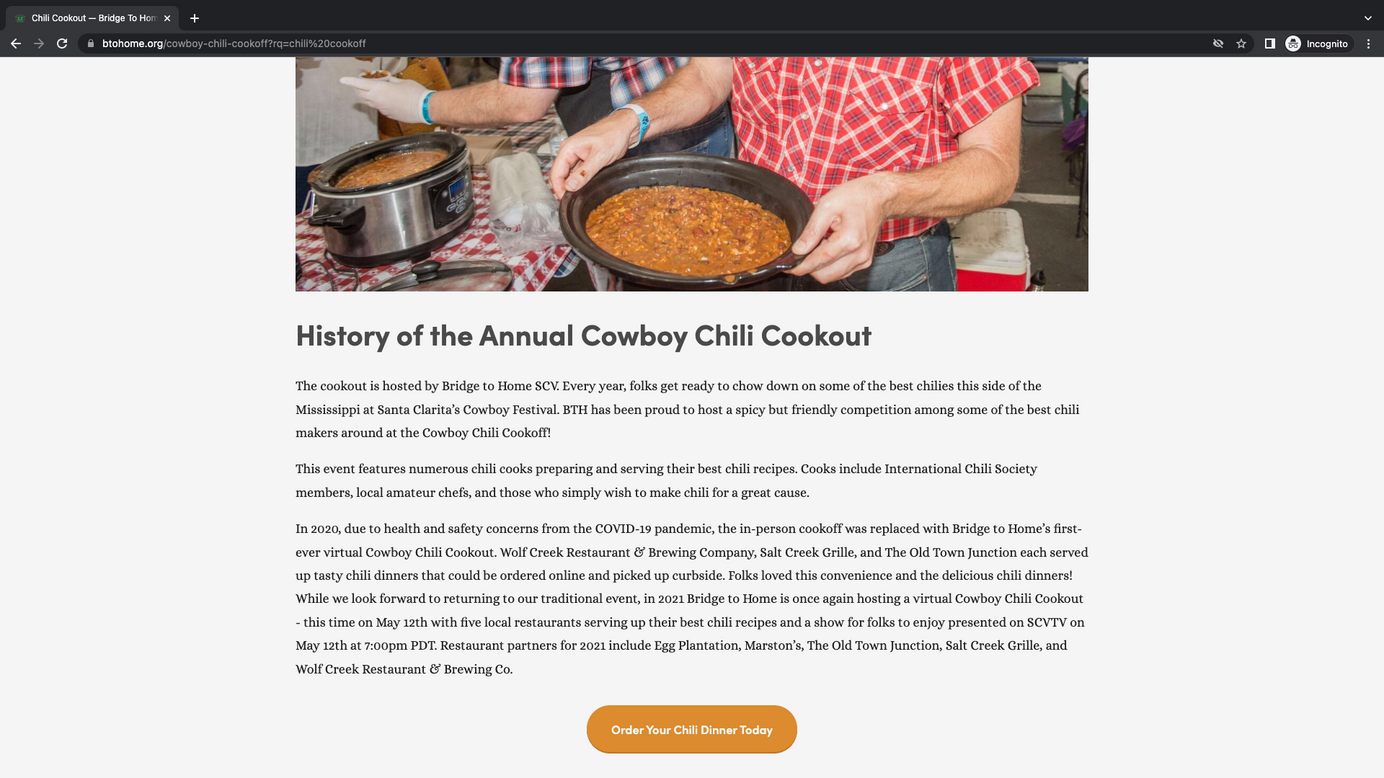 Chili Cookout — Bridge To Hom
btohome.org/cowboy-chili-cookoff?rq=chili%20cookoff
Incognito
History of the Annual Cowboy Chili Cookout
The cookout is hosted by Bridge to Home SCV. Every year, folks get ready to chow down on some of the best chilies this side of the
Mississippi at Santa Clarita’s Cowboy Festival. BTH has been proud to host a spicy but friendly competition among some of the best chili
makers around at the Cowboy Chili Cookoff!
This event features numerous chili cooks preparing and serving their best chili recipes. Cooks include International Chili Society
members, local amateur chefs, and those who simply wish to make chili for a great cause.
In 2020, due to health and safety concerns from the COVID-19 pandemic, the in-person cookoff was replaced with Bridge to Home’s first-
ever virtual Cowboy Chili Cookout. Wolf Creek Restaurant & Brewing Company, Salt Creek Grille, and The Old Town Junction each served
up tasty chili dinners that could be ordered online and picked up curbside. Folks loved this convenience and the delicious chili dinners!
While we look forward to returning to our traditional event, in 2021 Bridge to Home is once again hosting a virtual Cowboy Chili Cookout
- this time on May 12th with five local restaurants serving up their best chili recipes and a show for folks to enjoy presented on SCVTV on
May 12th at 7:00pm PDT. Restaurant partners for 2021 include Egg Plantation, Marston’s, The Old Town Junction, Salt Creek Grille, and
Wolf Creek Restaurant & Brewing Co.
Order Your Chili Dinner Today